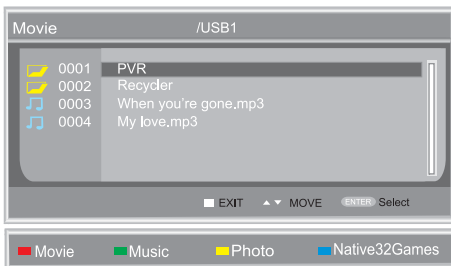 Movie /USB1
0001 PVR
0002 Recycler
0003 When you're gone.mp3
0004 My love.mp3
EXIT MOVE ENTER Select
Movie Music Photo Native32Games